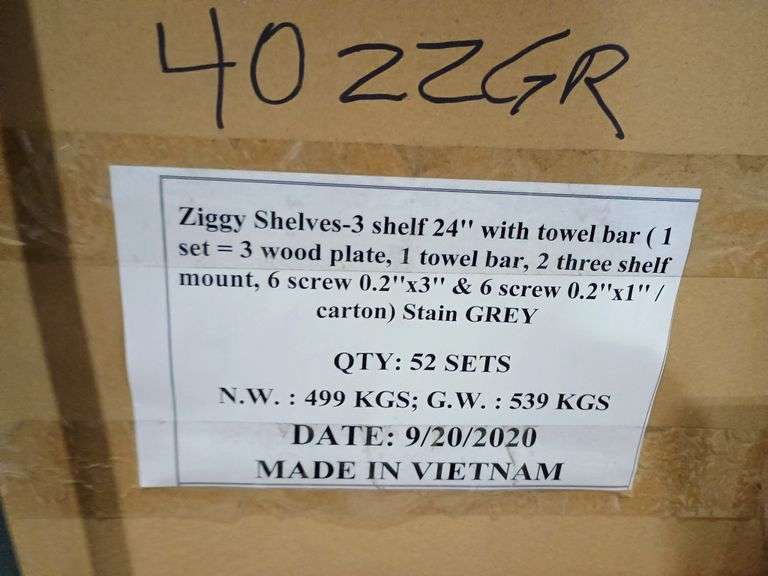 40ZZGR
Ziggy Shelves-3 shelf 24" with towel bar ( 1
set = 3 wood plate, 1 towel bar, 2 three shelf
mount, 6 screw 0.2"x3" & 6 screw 0.2"x1" /
carton) Stain GREY
QTY: 52 SETS
N.W. : 499 KGS; G.W. : 539 KGS
DATE: 9/20/2020
MADE IN VIETNAM